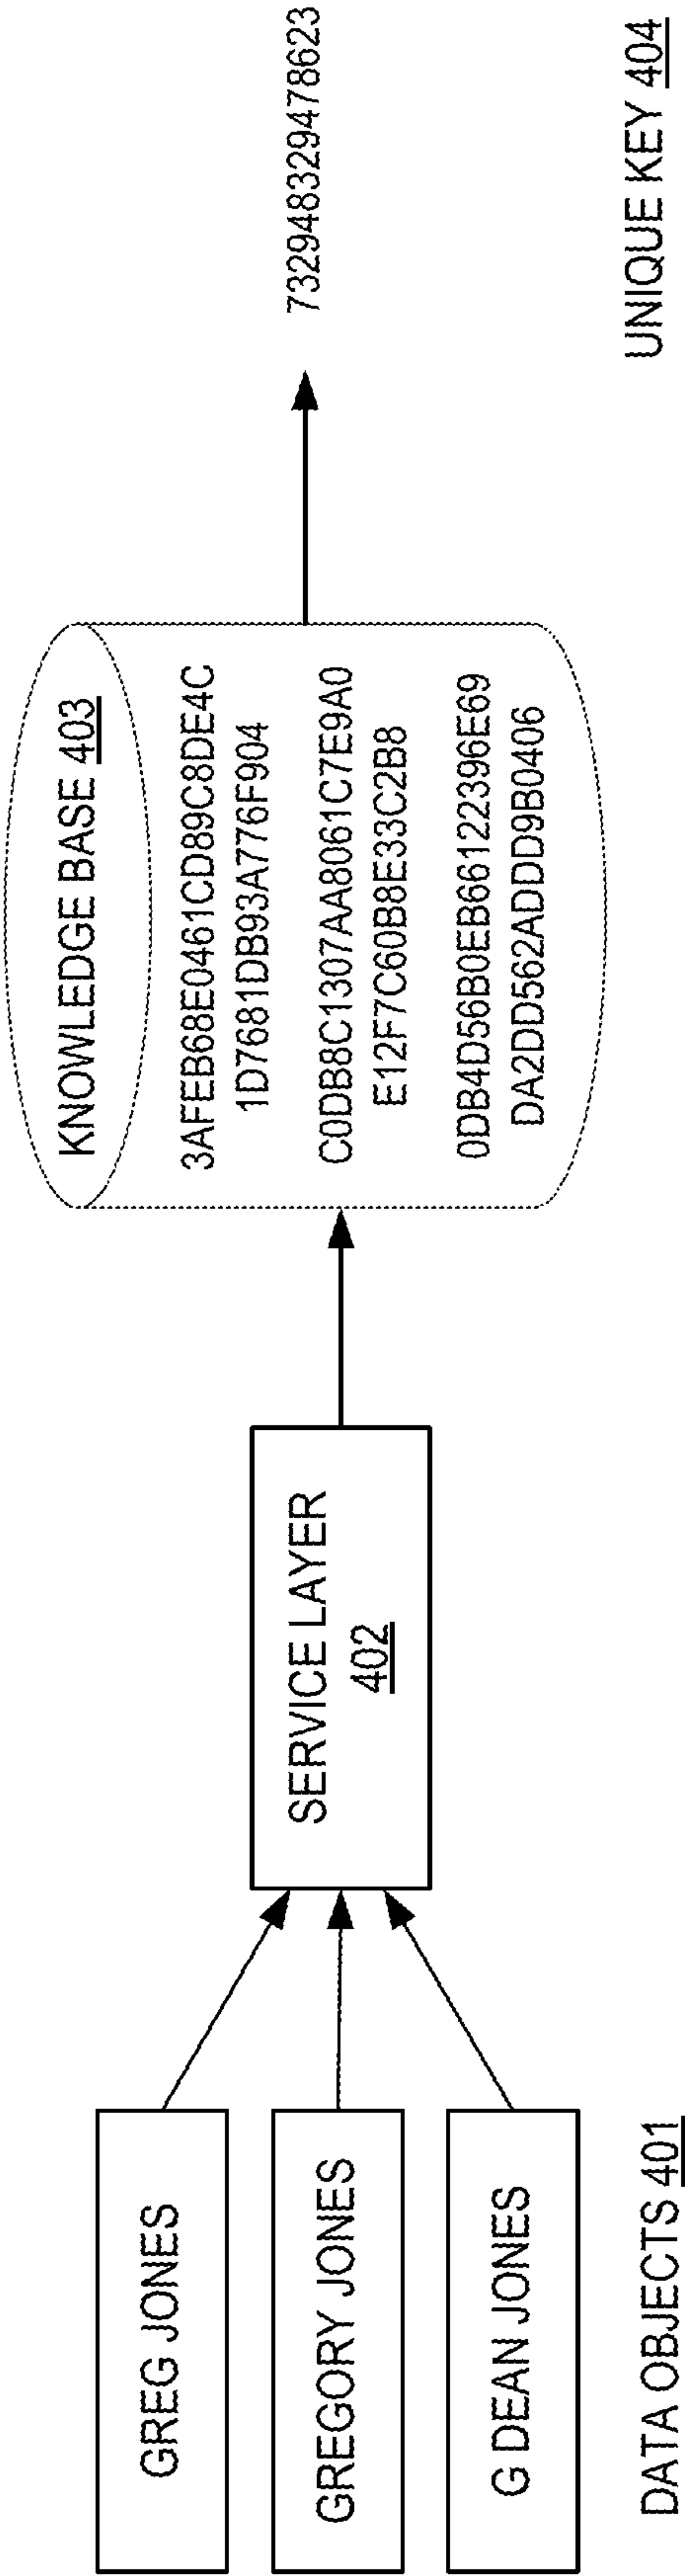 GREG JONES
GREGORY JONES
G DEAN JONES
DATA OBJECTS 401
SERVICE LAYER
402
KNOWLEDGE BASE 403
3AFEB68E0461CD89C8DE4C
1D7681DB93A776F904
C0DB8C1307AA8061C7E9A0
E12F7C60B8E33C2B8
0DB4D56B0EB66122396E69
DA2DD562ADDD9B0406
732948329478623
UNIQUE KEY 404